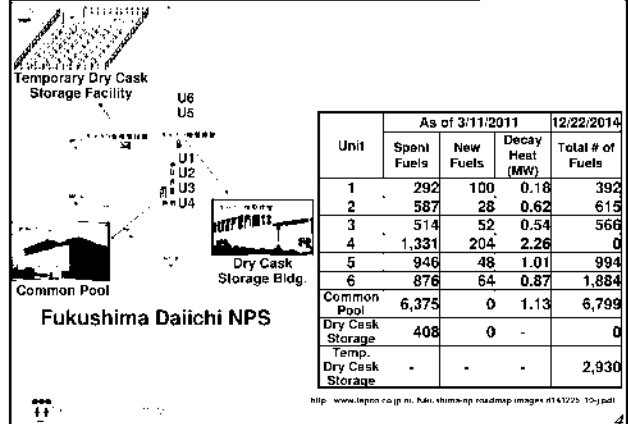 Temporary Dry Cask
Storage Facility
U6
U5
U1
U2
U3
U4
Common Pool
Dry Cask
Storage Bldg.
Fukushima Daiichi NPS
Unit As of 3/11/2011 12/22/2014
Spent Fuels New Fuels Decay Heat (MW) Total # of Fuels
1 292 100 0.18 392
2 587 28 0.62 615
3 514 52 0.54 566
4 1,331 204 2.26 0
5 946 48 1.01 994
6 876 64 0.87 1,884
Common Pool 6,375 0 1.13 6,799
Dry Cask Storage 408 0 - 0
Temp. Dry Cask Storage - - - 2,930
4